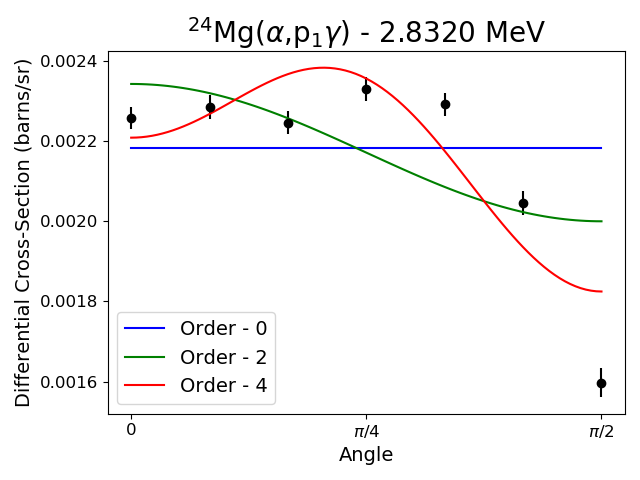 ²⁴Mg(α,p₁γ) - 2.8320 MeV
Differential Cross-Section (barns/sr)
0.0024
0.0022
0.0020
0.0018
0.0016
Order - 0
Order - 2
Order - 4
0
π/4
π/2
Angle